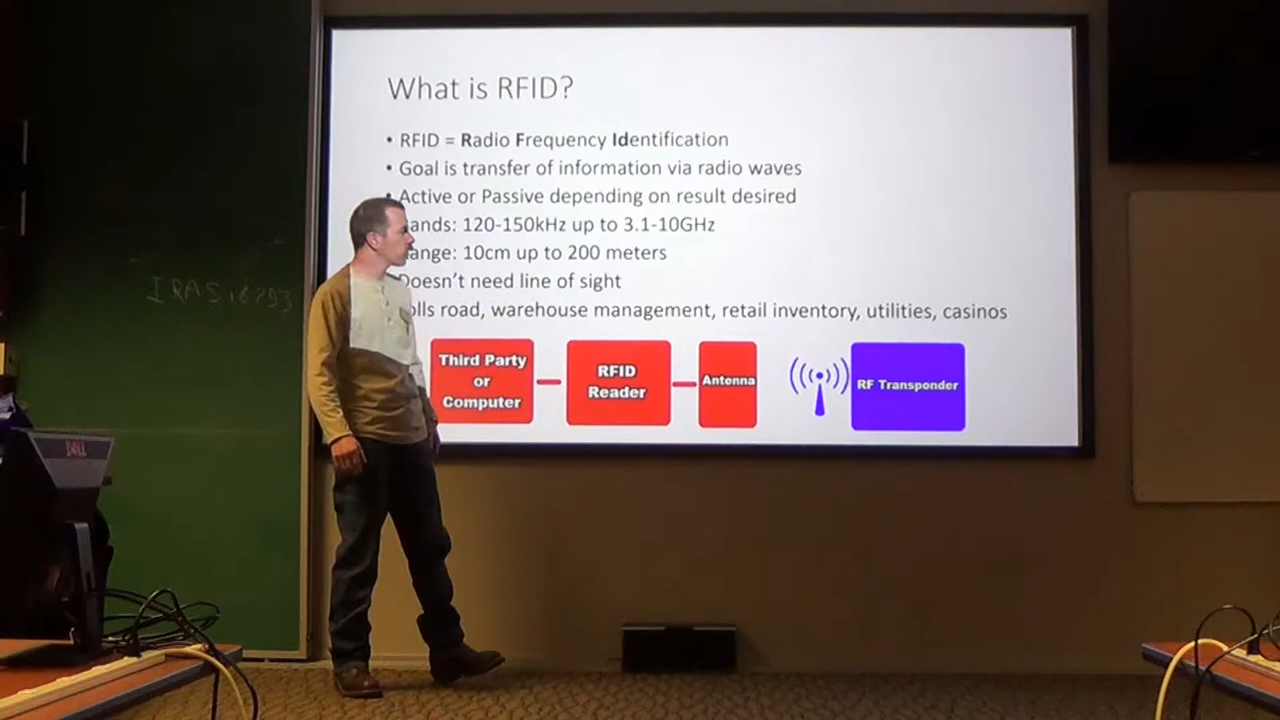 What is RFID?
• RFID = Radio Frequency Identification
• Goal is transfer of information via radio waves
• Active or Passive depending on result desired
ands: 120-150kHz up to 3.1-10GHz
ange: 10cm up to 200 meters
Doesn't need line of sight
olls road, warehouse management, retail inventory, utilities, casinos
Third Party
or
Computer
RFID
Reader
Antenna
RF Transponder
DELL